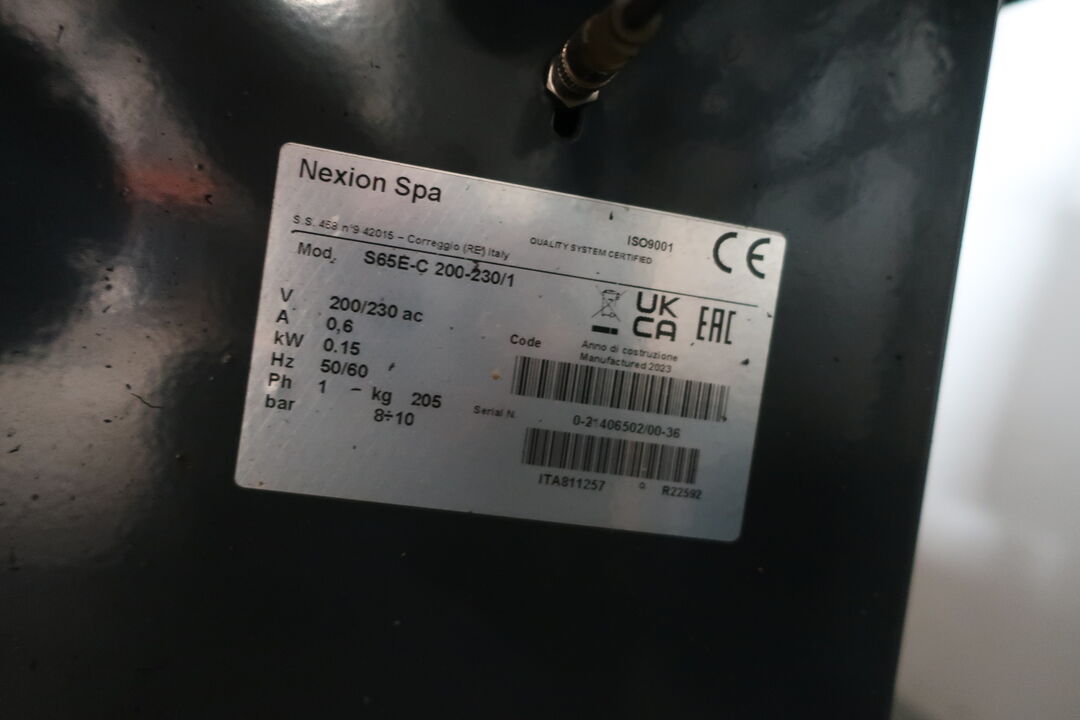 Nexion Spa
S.S. 468 n°9 42015 – Correggio (RE) Italy
QUALITY SYSTEM CERTIFIED
ISO9001
CE
Mod. S65E-C 200-230/1
UK
CA
EAC
V 200/230 ac
A 0,6
kW 0.15
Hz 50/60
Ph 1 – kg 205
bar 8÷10
Code
Anno di costruzione
Manufactured 2023
0-21406502/00-36
Serial N.
ITA811257
R22592